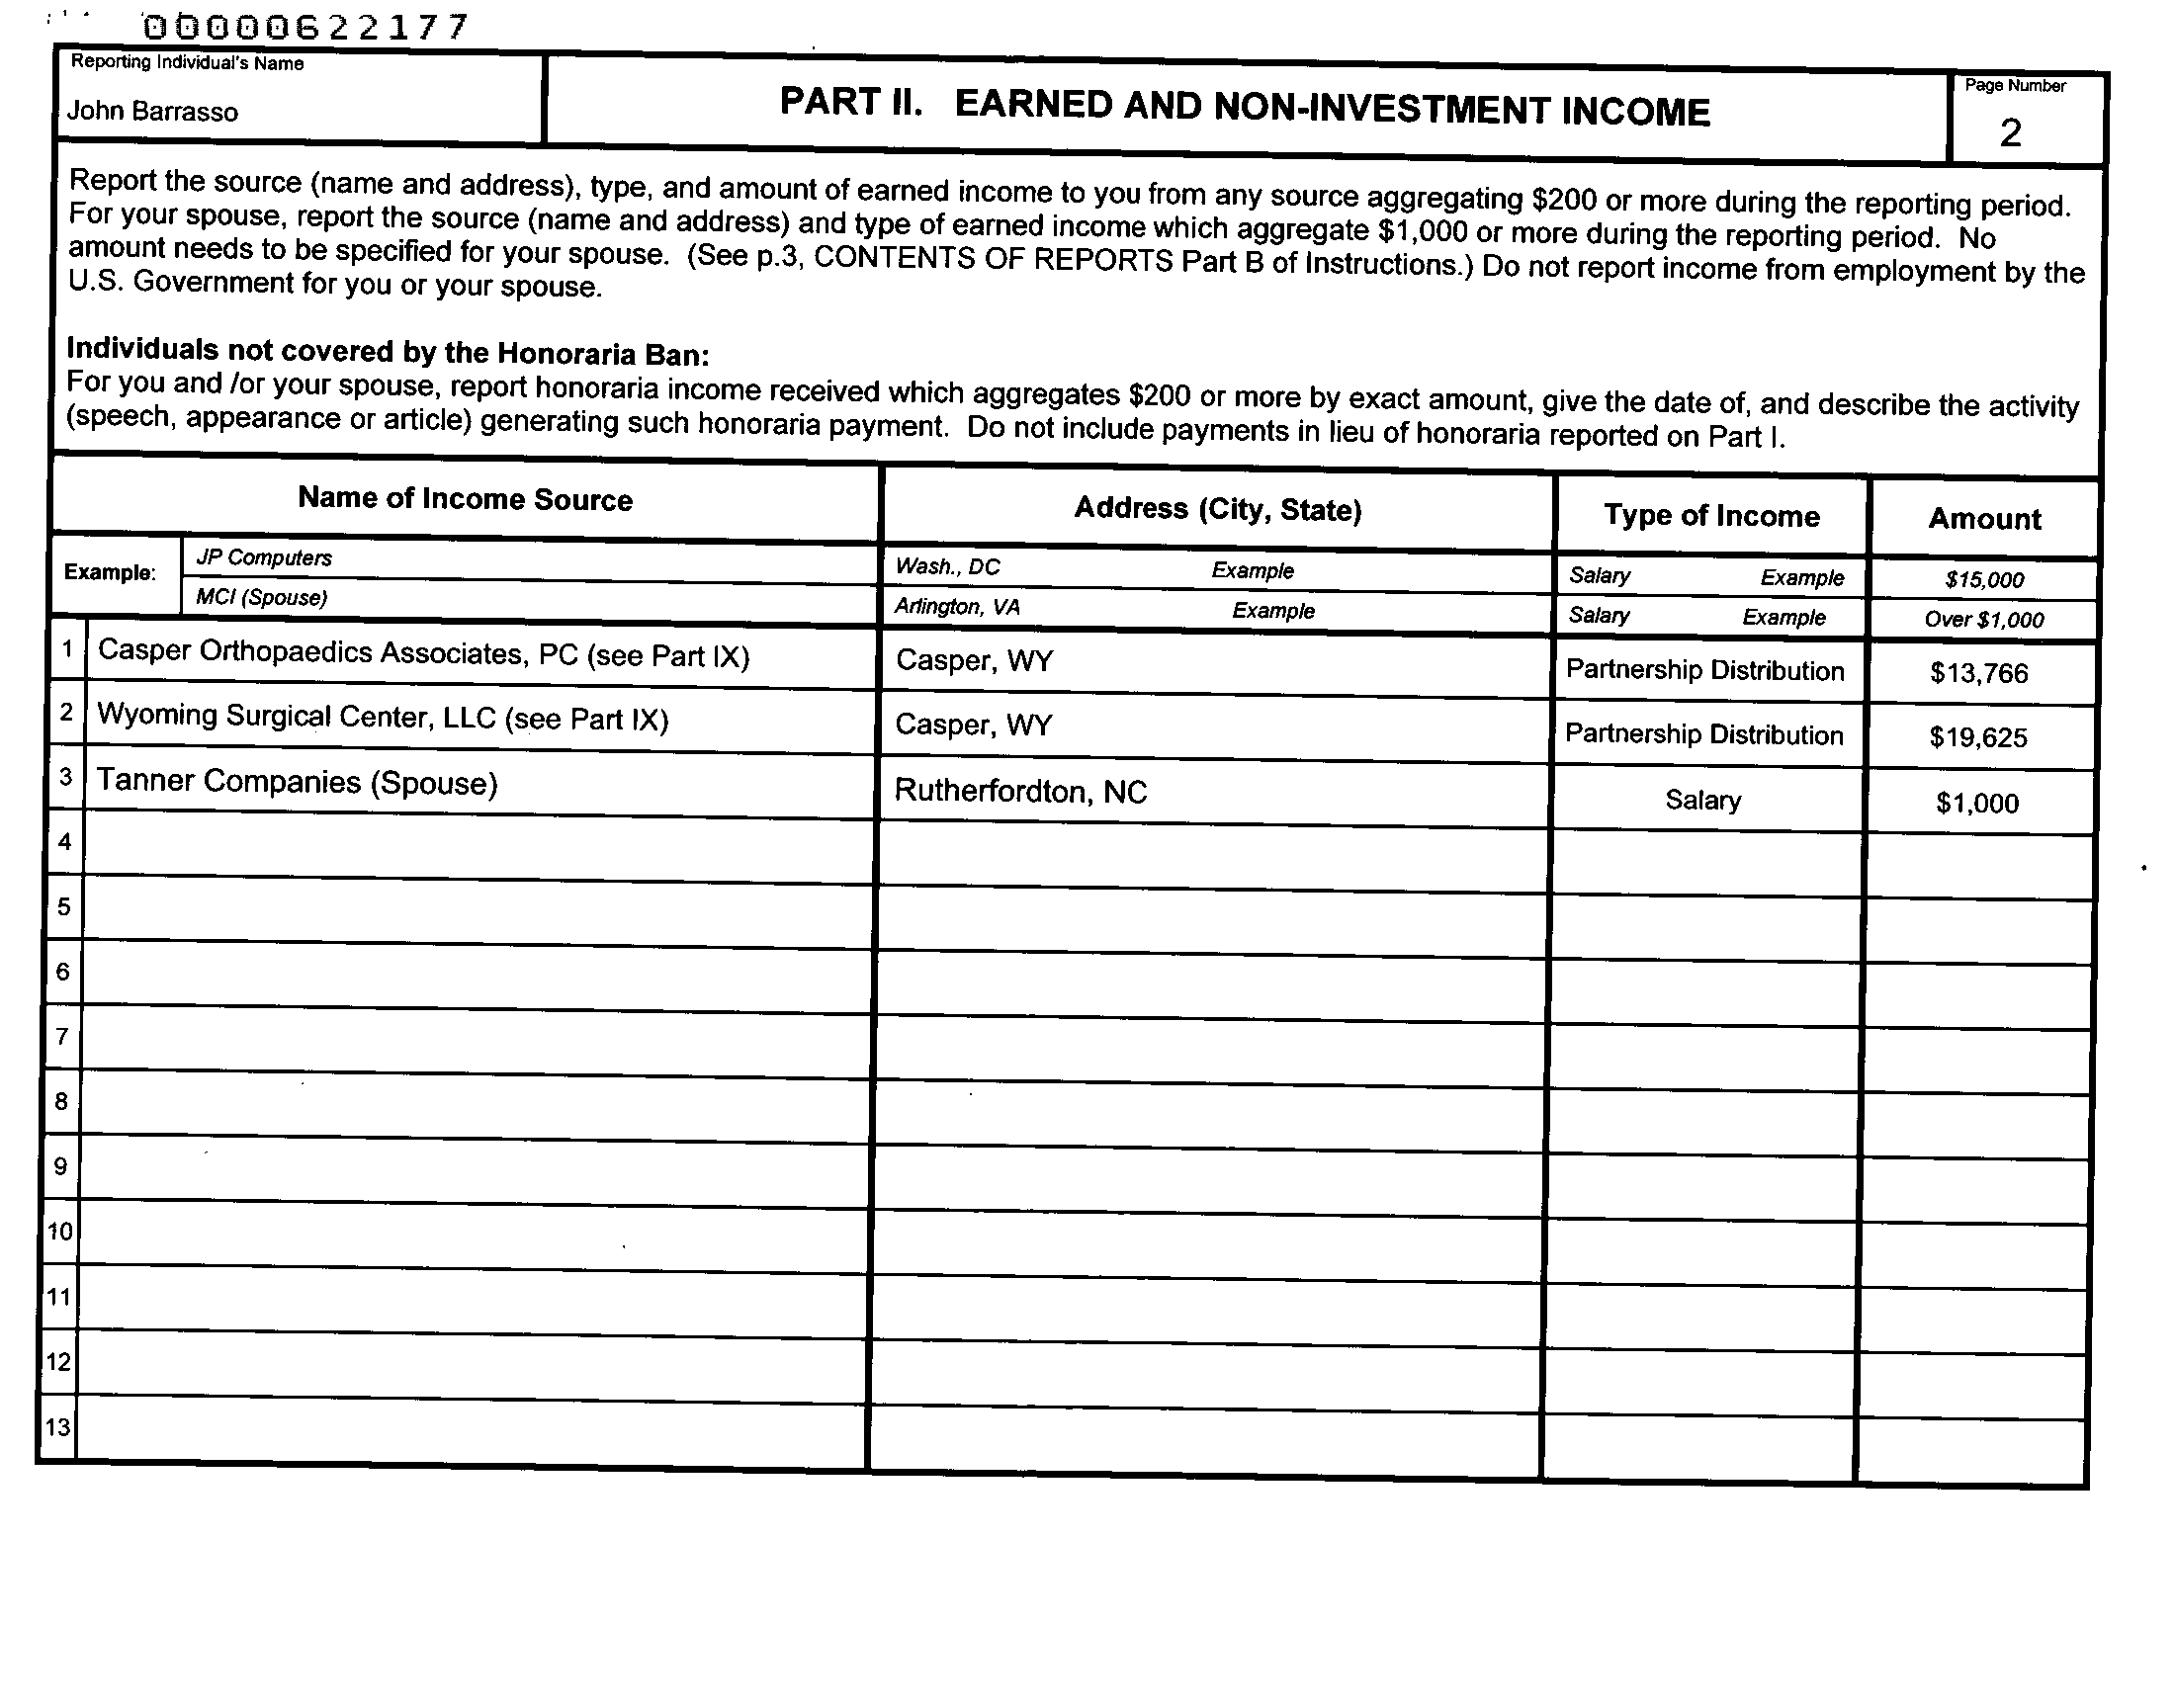 00000622177
Reporting Individual's Name
John Barrasso
PART II. EARNED AND NON-INVESTMENT INCOME
Page Number
2
Report the source (name and address), type, and amount of earned income to you from any source aggregating $200 or more during the reporting period.
For your spouse, report the source (name and address) and type of earned income which aggregate $1,000 or more during the reporting period. No
amount needs to be specified for your spouse. (See p.3, CONTENTS OF REPORTS Part B of Instructions.) Do not report income from employment by the
U.S. Government for you or your spouse.
Individuals not covered by the Honoraria Ban:
For you and /or your spouse, report honoraria income received which aggregates $200 or more by exact amount, give the date of, and describe the activity
(speech, appearance or article) generating such honoraria payment. Do not include payments in lieu of honoraria reported on Part I.
Name of Income Source Address (City, State) Type of Income Amount
Example: JP Computers Wash., DC Example Salary Example $15,000
MCI (Spouse) Arlington, VA Example Salary Example Over $1,000
1 Casper Orthopaedics Associates, PC (see Part IX) Casper, WY Partnership Distribution $13,766
2 Wyoming Surgical Center, LLC (see Part IX) Casper, WY Partnership Distribution $19,625
3 Tanner Companies (Spouse) Rutherfordton, NC Salary $1,000
4
5
6
7
8
9
10
11
12
13